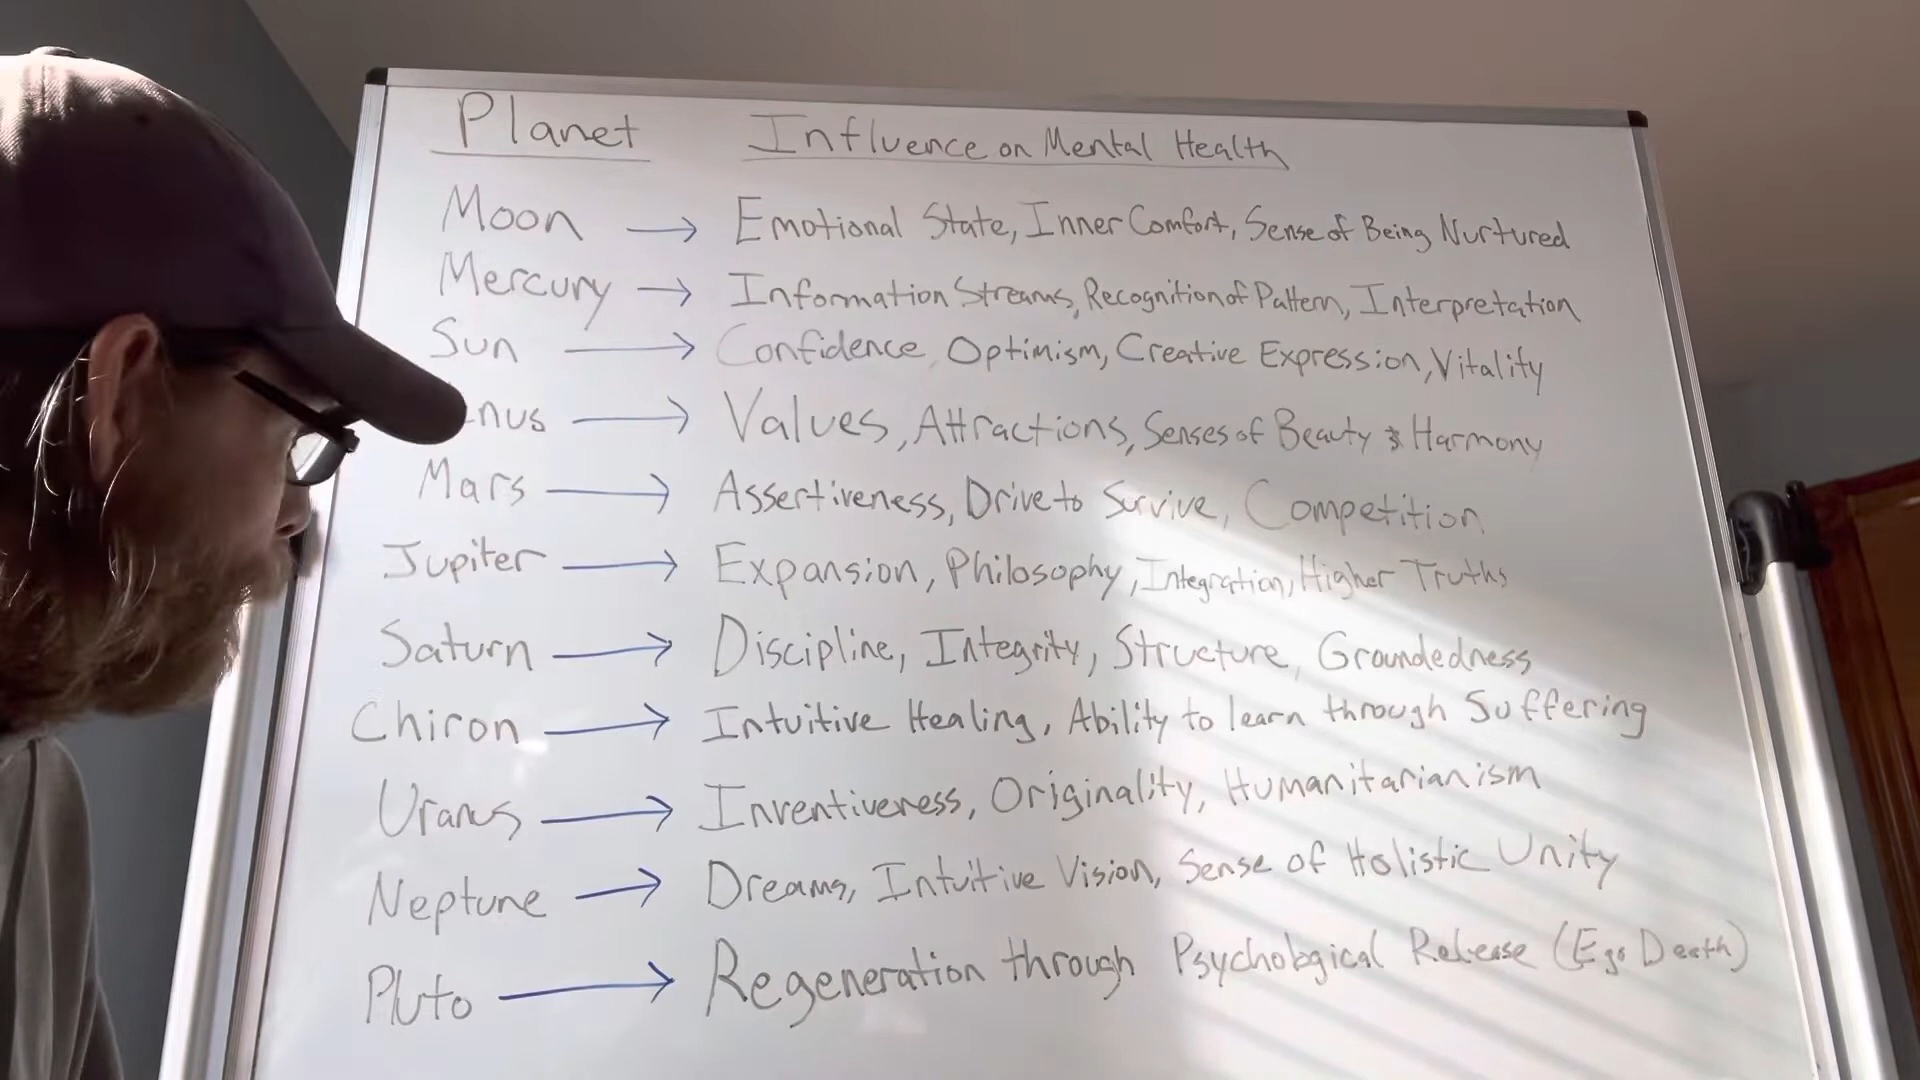 Planet Influence on Mental Health
Moon → Emotional State, Inner Comfort, Sense of Being Nurtured
Mercury → Information Streams, Recognition of Pattern, Interpretation
Sun → Confidence, Optimism, Creative Expression, Vitality
enus → Values, Attractions, Senses of Beauty & Harmony
Mars → Assertiveness, Drive to Survive, Competition
Jupiter → Expansion, Philosophy, Integration, Higher Truths
Saturn → Discipline, Integrity, Structure, Groundedness
Chiron → Intuitive Healing, Ability to learn through Suffering
Uranus → Inventiveness, Originality, Humanitarianism
Neptune → Dreams, Intuitive Vision, Sense of Holistic Unity
Pluto → Regeneration through Psychological Release (Ego Death)